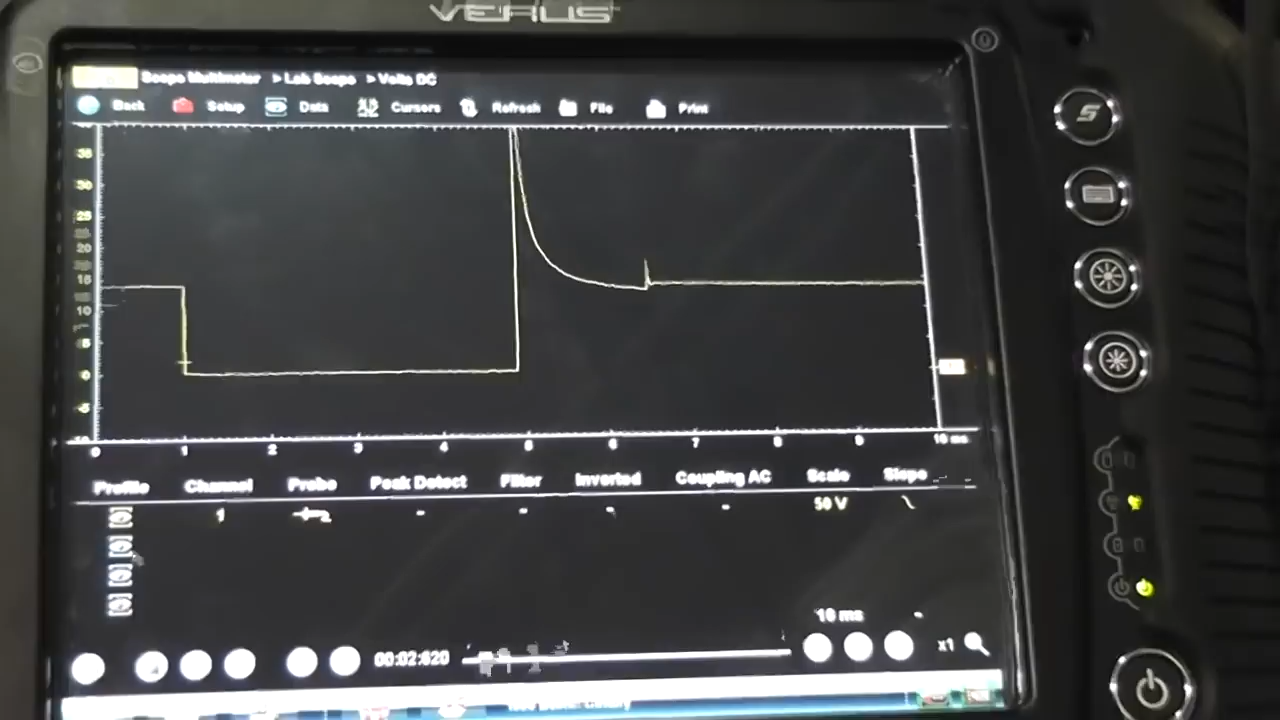 VERUS
Scope Multimeter > Lab Scope > Volts DC
Back Setup Data Cursors Refresh File Print
35
30
25
20
15
10
5
0
-5
-10
0 1 2 3 4 5 6 7 8 9 10 ms
Profile Channel Probe Peak Detect Filter Inverted Coupling AC Scale Slope
1 - - - - 50 V \
10 ms
00:02:620 x1